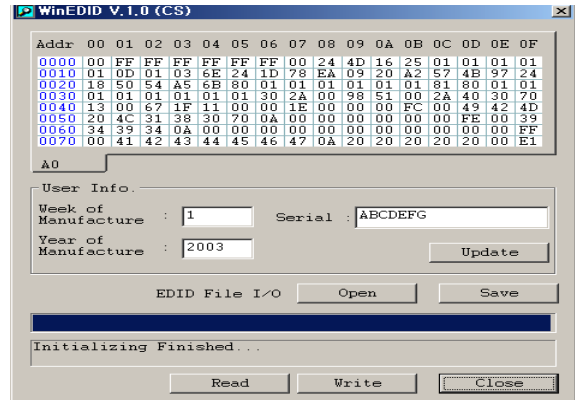 WinEDID V.1.0 (CS)
Addr 00 01 02 03 04 05 06 07 08 09 0A 0B 0C 0D 0E 0F
0000 00 FF FF FF FF FF FF 00 24 4D 16 25 01 01 01 01
0010 01 0D 01 03 6E 24 1D 78 EA 09 20 A2 57 4B 97 24
0020 18 50 54 A5 6B 80 01 01 01 01 01 01 81 80 01 01
0030 01 01 01 01 01 01 30 2A 00 98 51 00 2A 40 30 70
0040 13 00 67 1F 11 00 00 1E 00 00 00 FC 00 49 42 4D
0050 20 4C 31 38 30 70 0A 00 00 00 00 00 00 FE 00 39
0060 34 39 34 0A 00 00 00 00 00 00 00 00 00 00 00 FF
0070 00 41 42 43 44 45 46 47 0A 20 20 20 20 20 00 E1
A0
User Info.
Week of Manufacture : 1 Serial : ABCDEFG
Year of Manufacture : 2003 Update
EDID File I/O Open Save
Initializing Finished...
Read Write Close